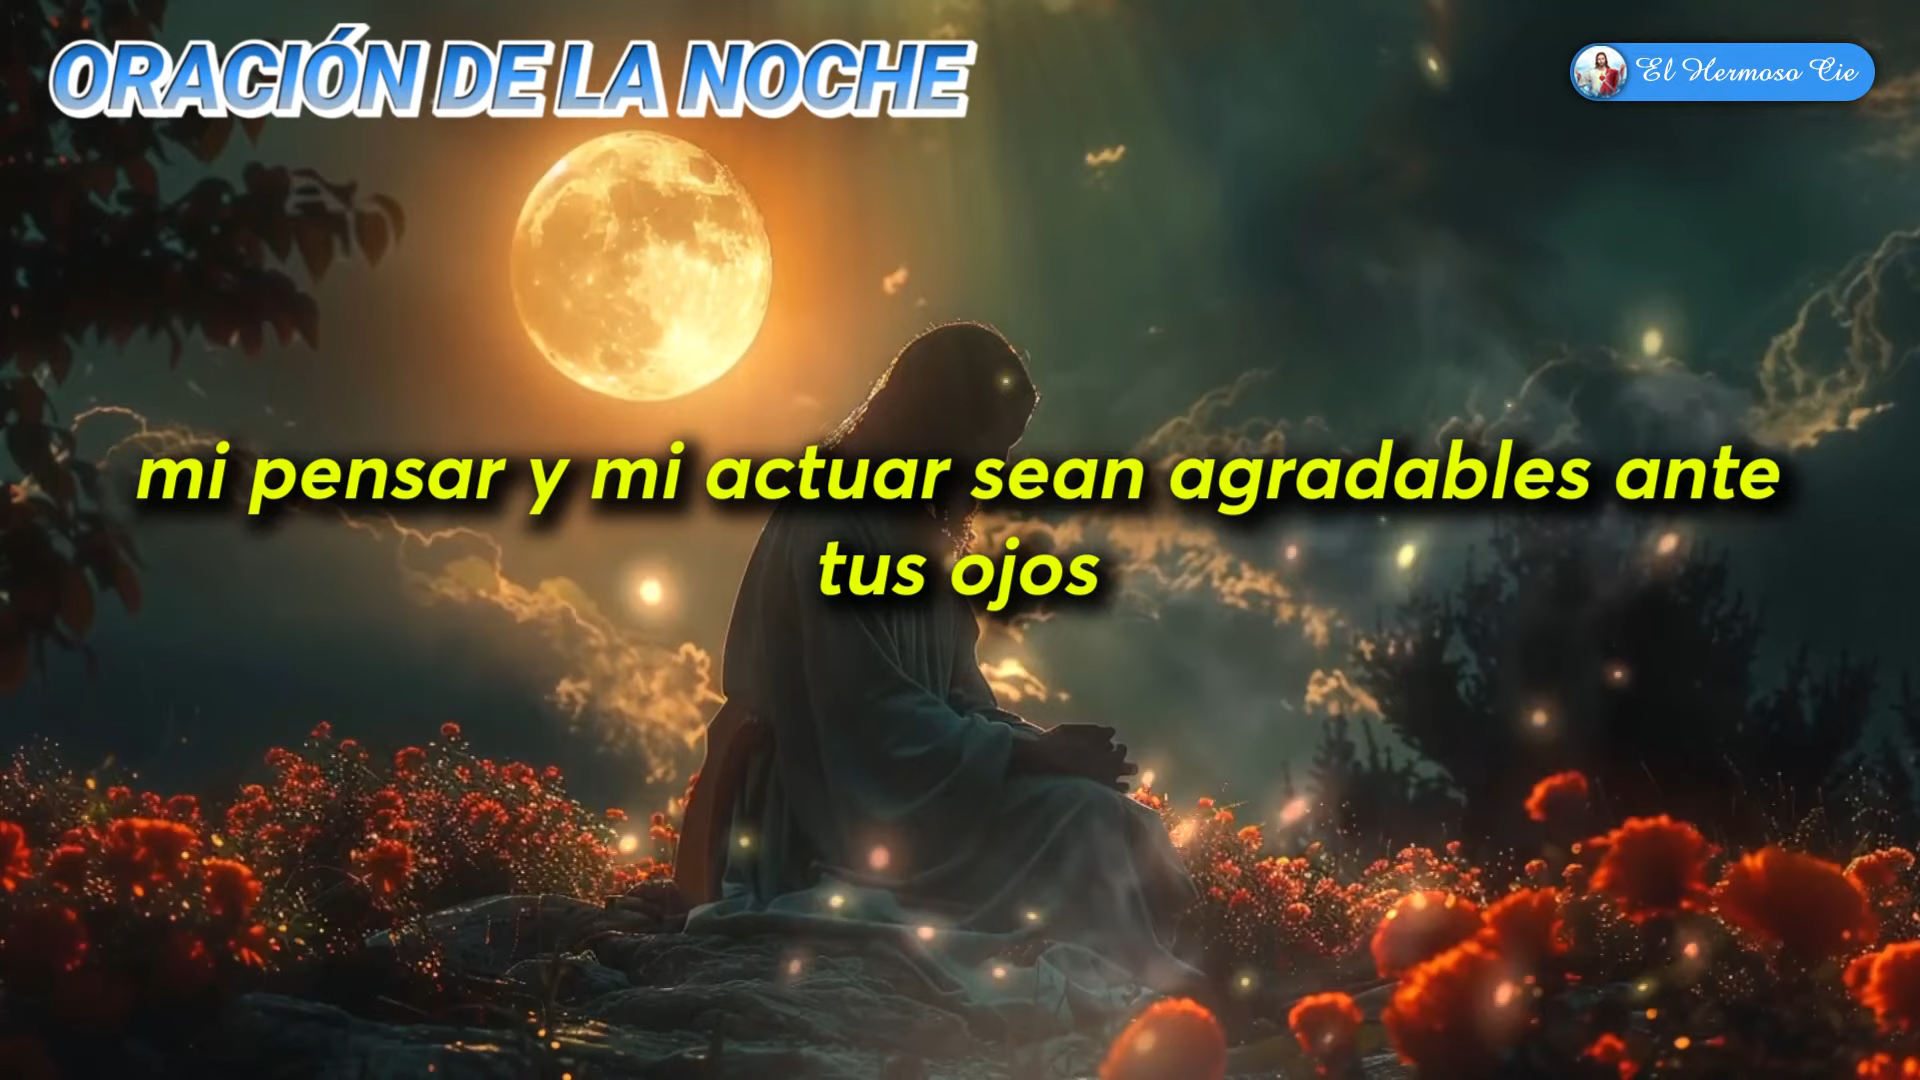 ORACIÓN DE LA NOCHE
El Hermoso Cie
mi pensar y mi actuar sean agradables ante
tus ojos